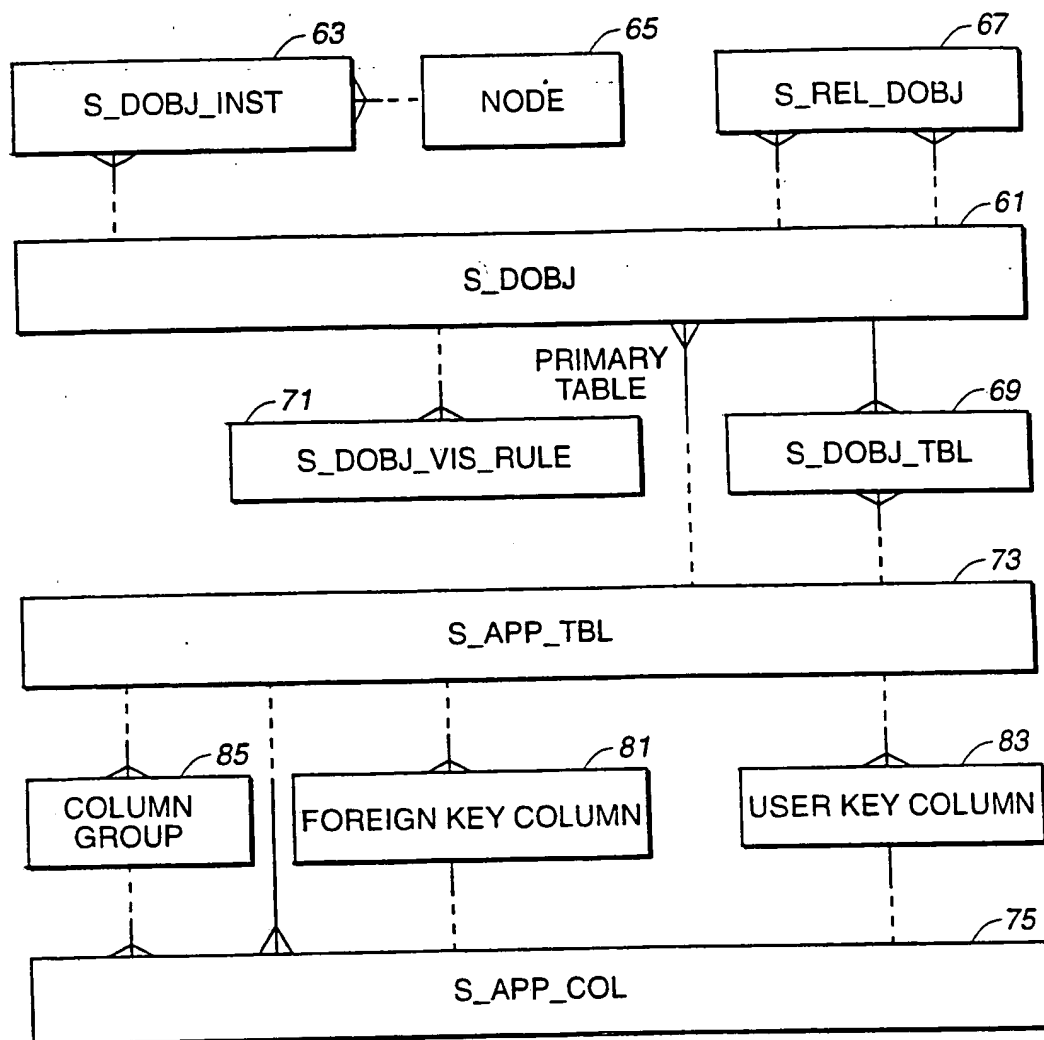 63
65
67
S_DOBJ_INST
NODE
S_REL_DOBJ
61
S_DOBJ
PRIMARY
TABLE
71
69
S_DOBJ_VIS_RULE
S_DOBJ_TBL
73
S_APP_TBL
85
81
83
COLUMN
GROUP
FOREIGN KEY COLUMN
USER KEY COLUMN
75
S_APP_COL